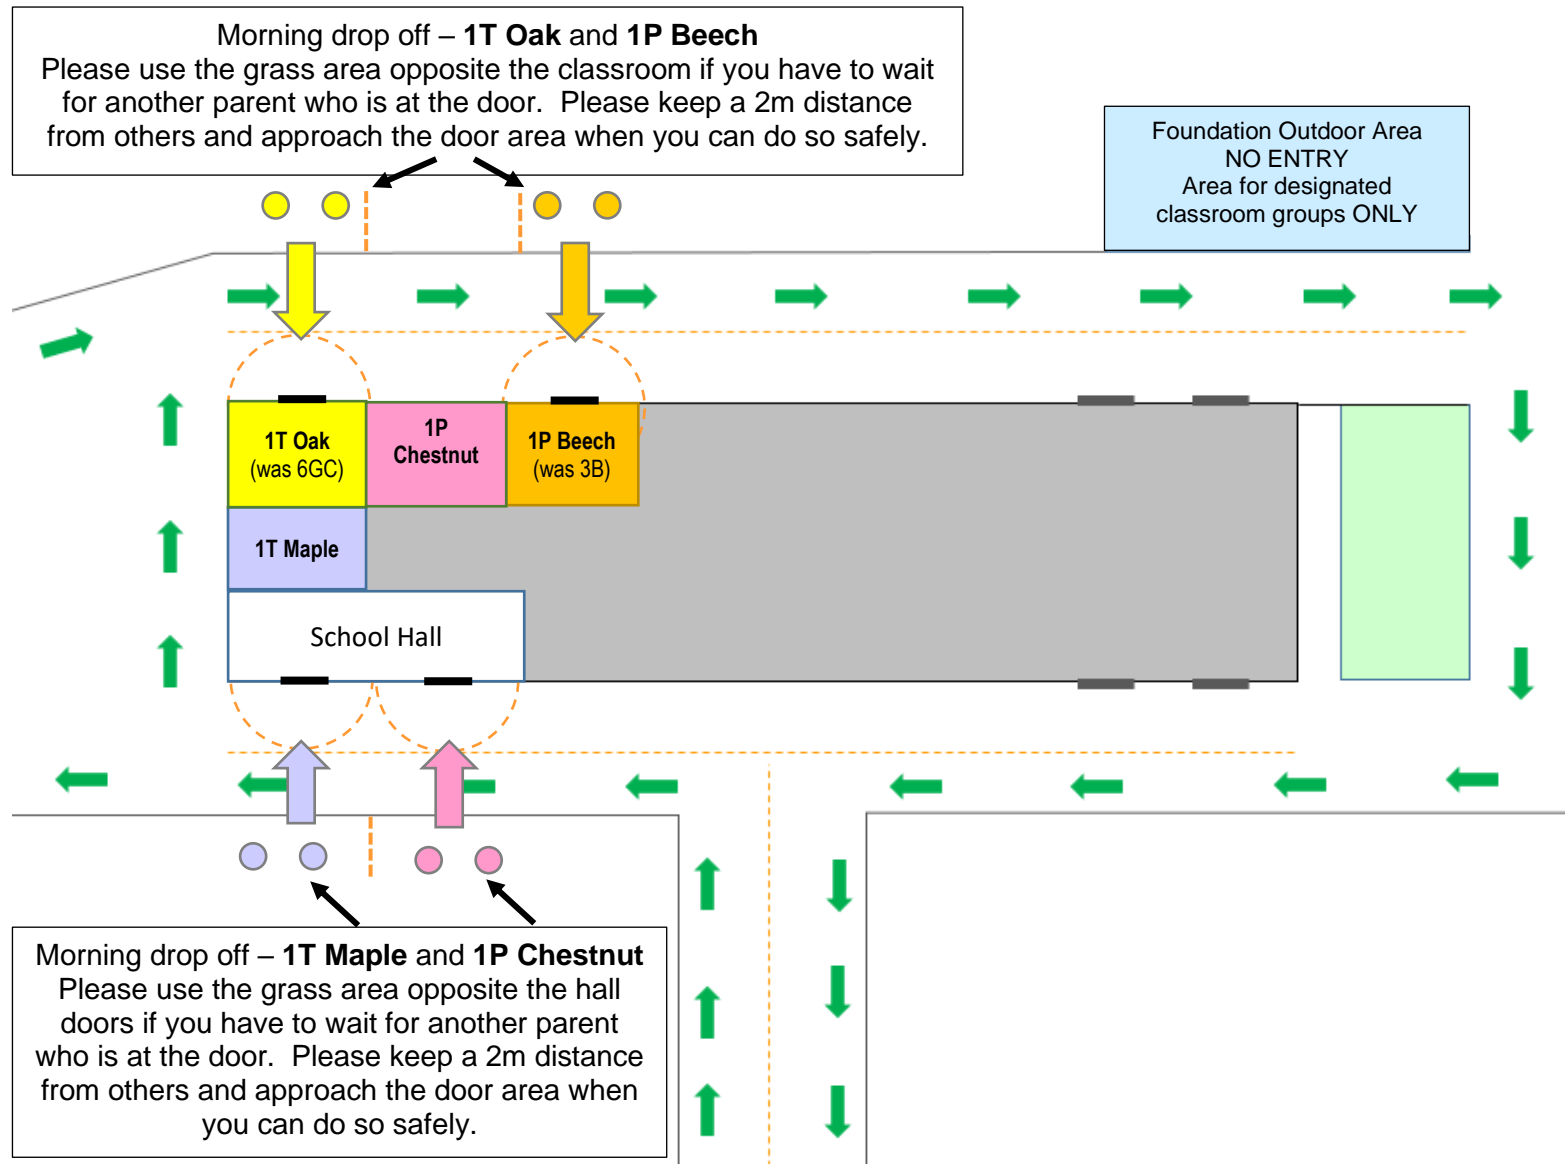 Morning drop off – 1T Oak and 1P Beech
Please use the grass area opposite the classroom if you have to wait
for another parent who is at the door.  Please keep a 2m distance
from others and approach the door area when you can do so safely.
Foundation Outdoor Area
NO ENTRY
Area for designated
classroom groups ONLY
1T Oak
(was 6GC)
1P
Chestnut
1P Beech
(was 3B)
1T Maple
School Hall
Morning drop off – 1T Maple and 1P Chestnut
Please use the grass area opposite the hall
doors if you have to wait for another parent
who is at the door.  Please keep a 2m distance
from others and approach the door area when
you can do so safely.